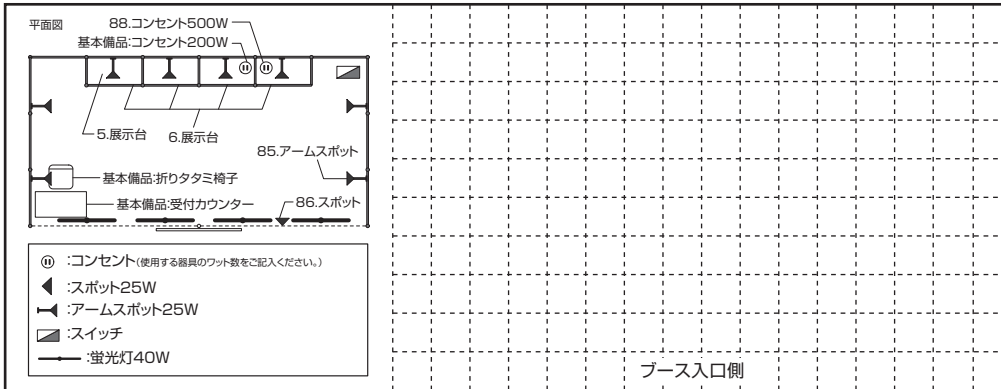 平面図
88.コンセント500W
基本備品:コンセント200W
5.展示台
6.展示台
85.アームスポット
基本備品:折りタタミ椅子
基本備品:受付カウンター
86.スポット
:コンセント(使用する器具のワット数をご記入ください。)
:スポット25W
:アームスポット25W
:スイッチ
:蛍光灯40W
ブース入口側